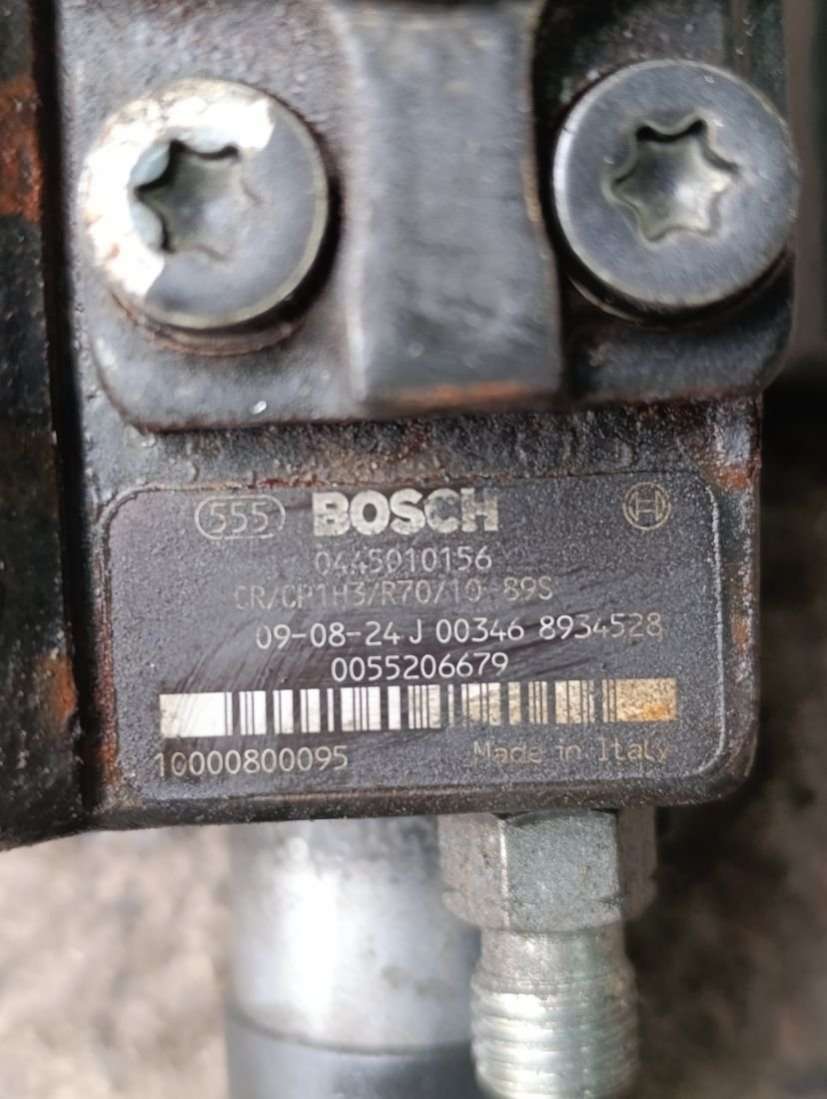 555 BOSCH
0445010156
CR/CP1H3/R70/10-89S
09-08-24 J 00346 8934528
0055206679
10000800095 Made in Italy